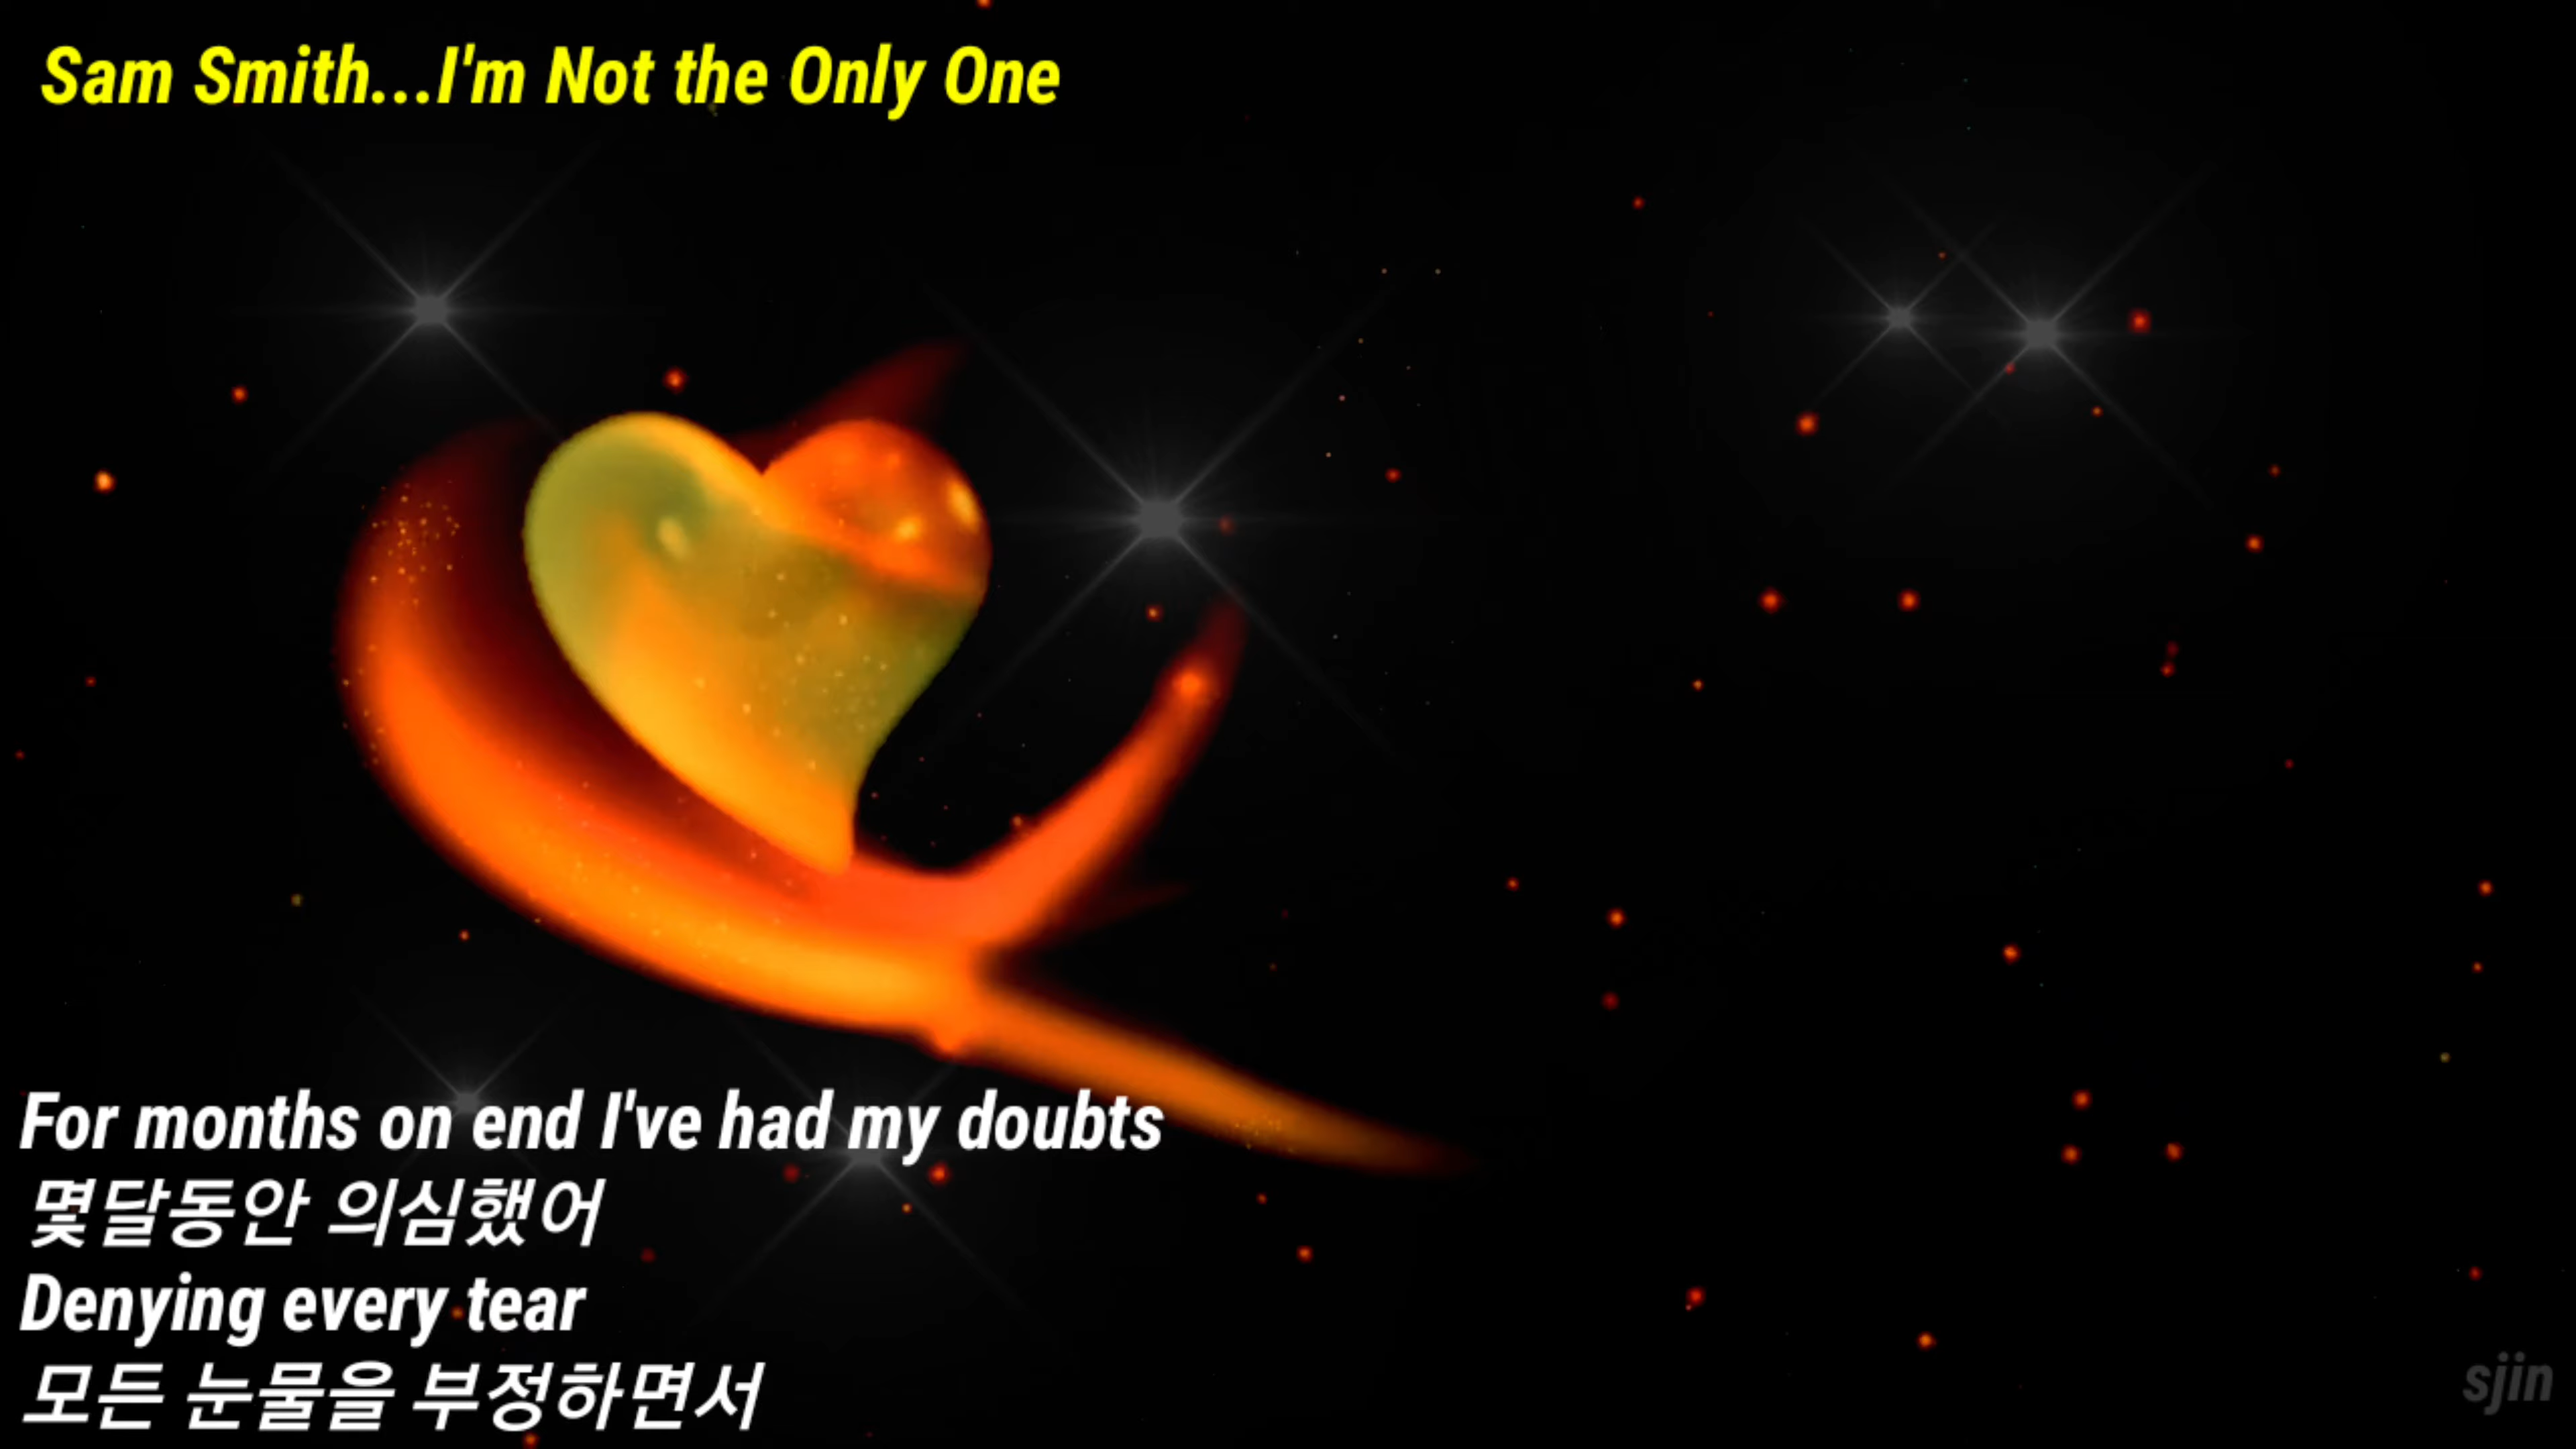 Sam Smith...I'm Not the Only One
For months on end I've had my doubts
몇달동안 의심했어
Denying every tear
모든 눈물을 부정하면서
sjin